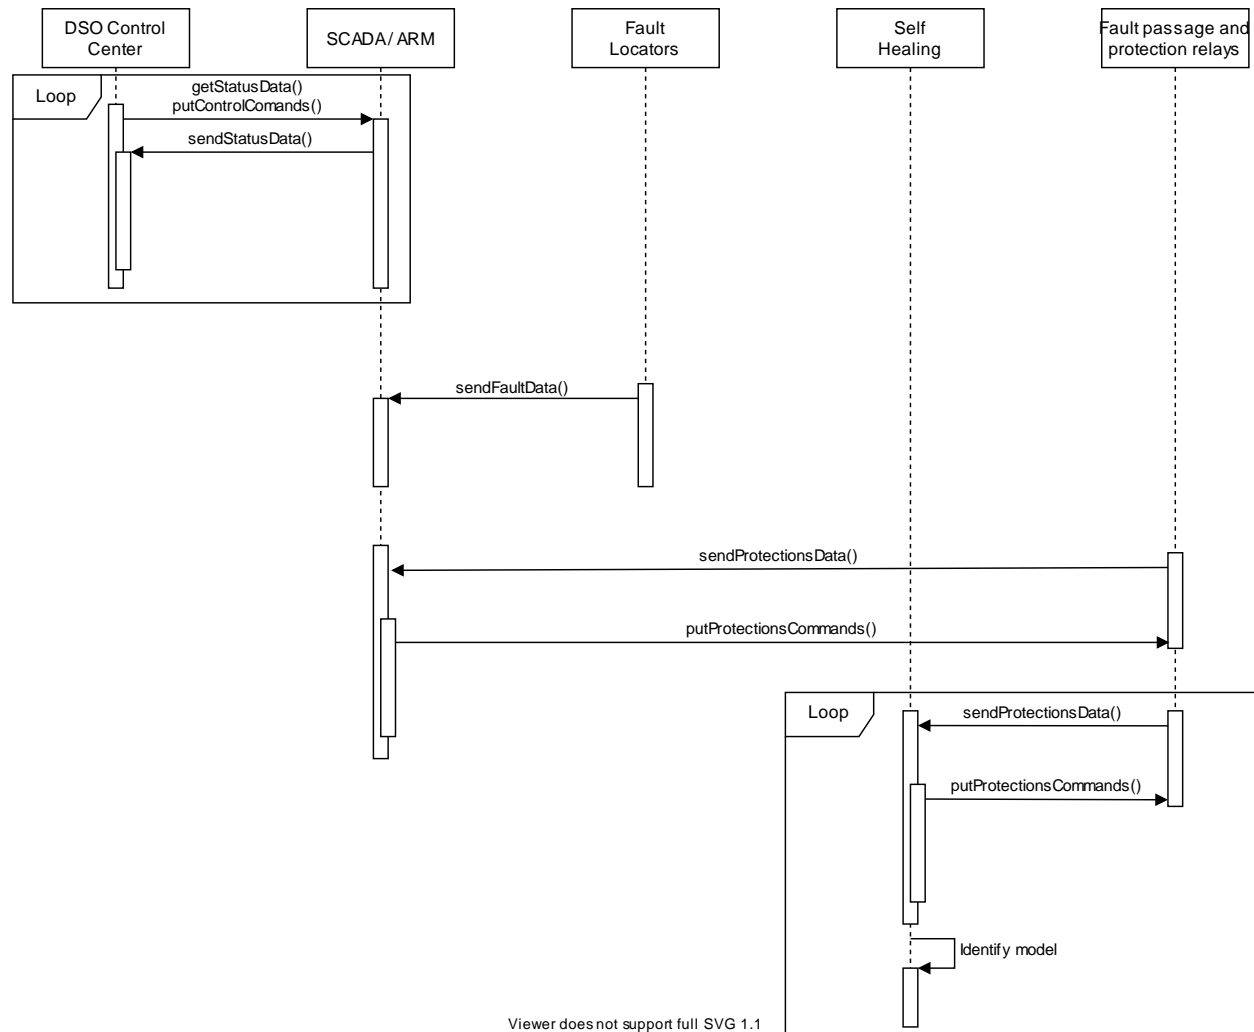 DSO Control
Center
SCADA / ARM
Fault
Locators
Self
Healing
Fault passage and
protection relays
Loop
getStatusData()
putControlComands()
sendStatusData()
sendFaultData()
sendProtectionsData()
putProtectionsCommands()
Loop
sendProtectionsData()
putProtectionsCommands()
Identify model
Viewer does not support full SVG 1.1